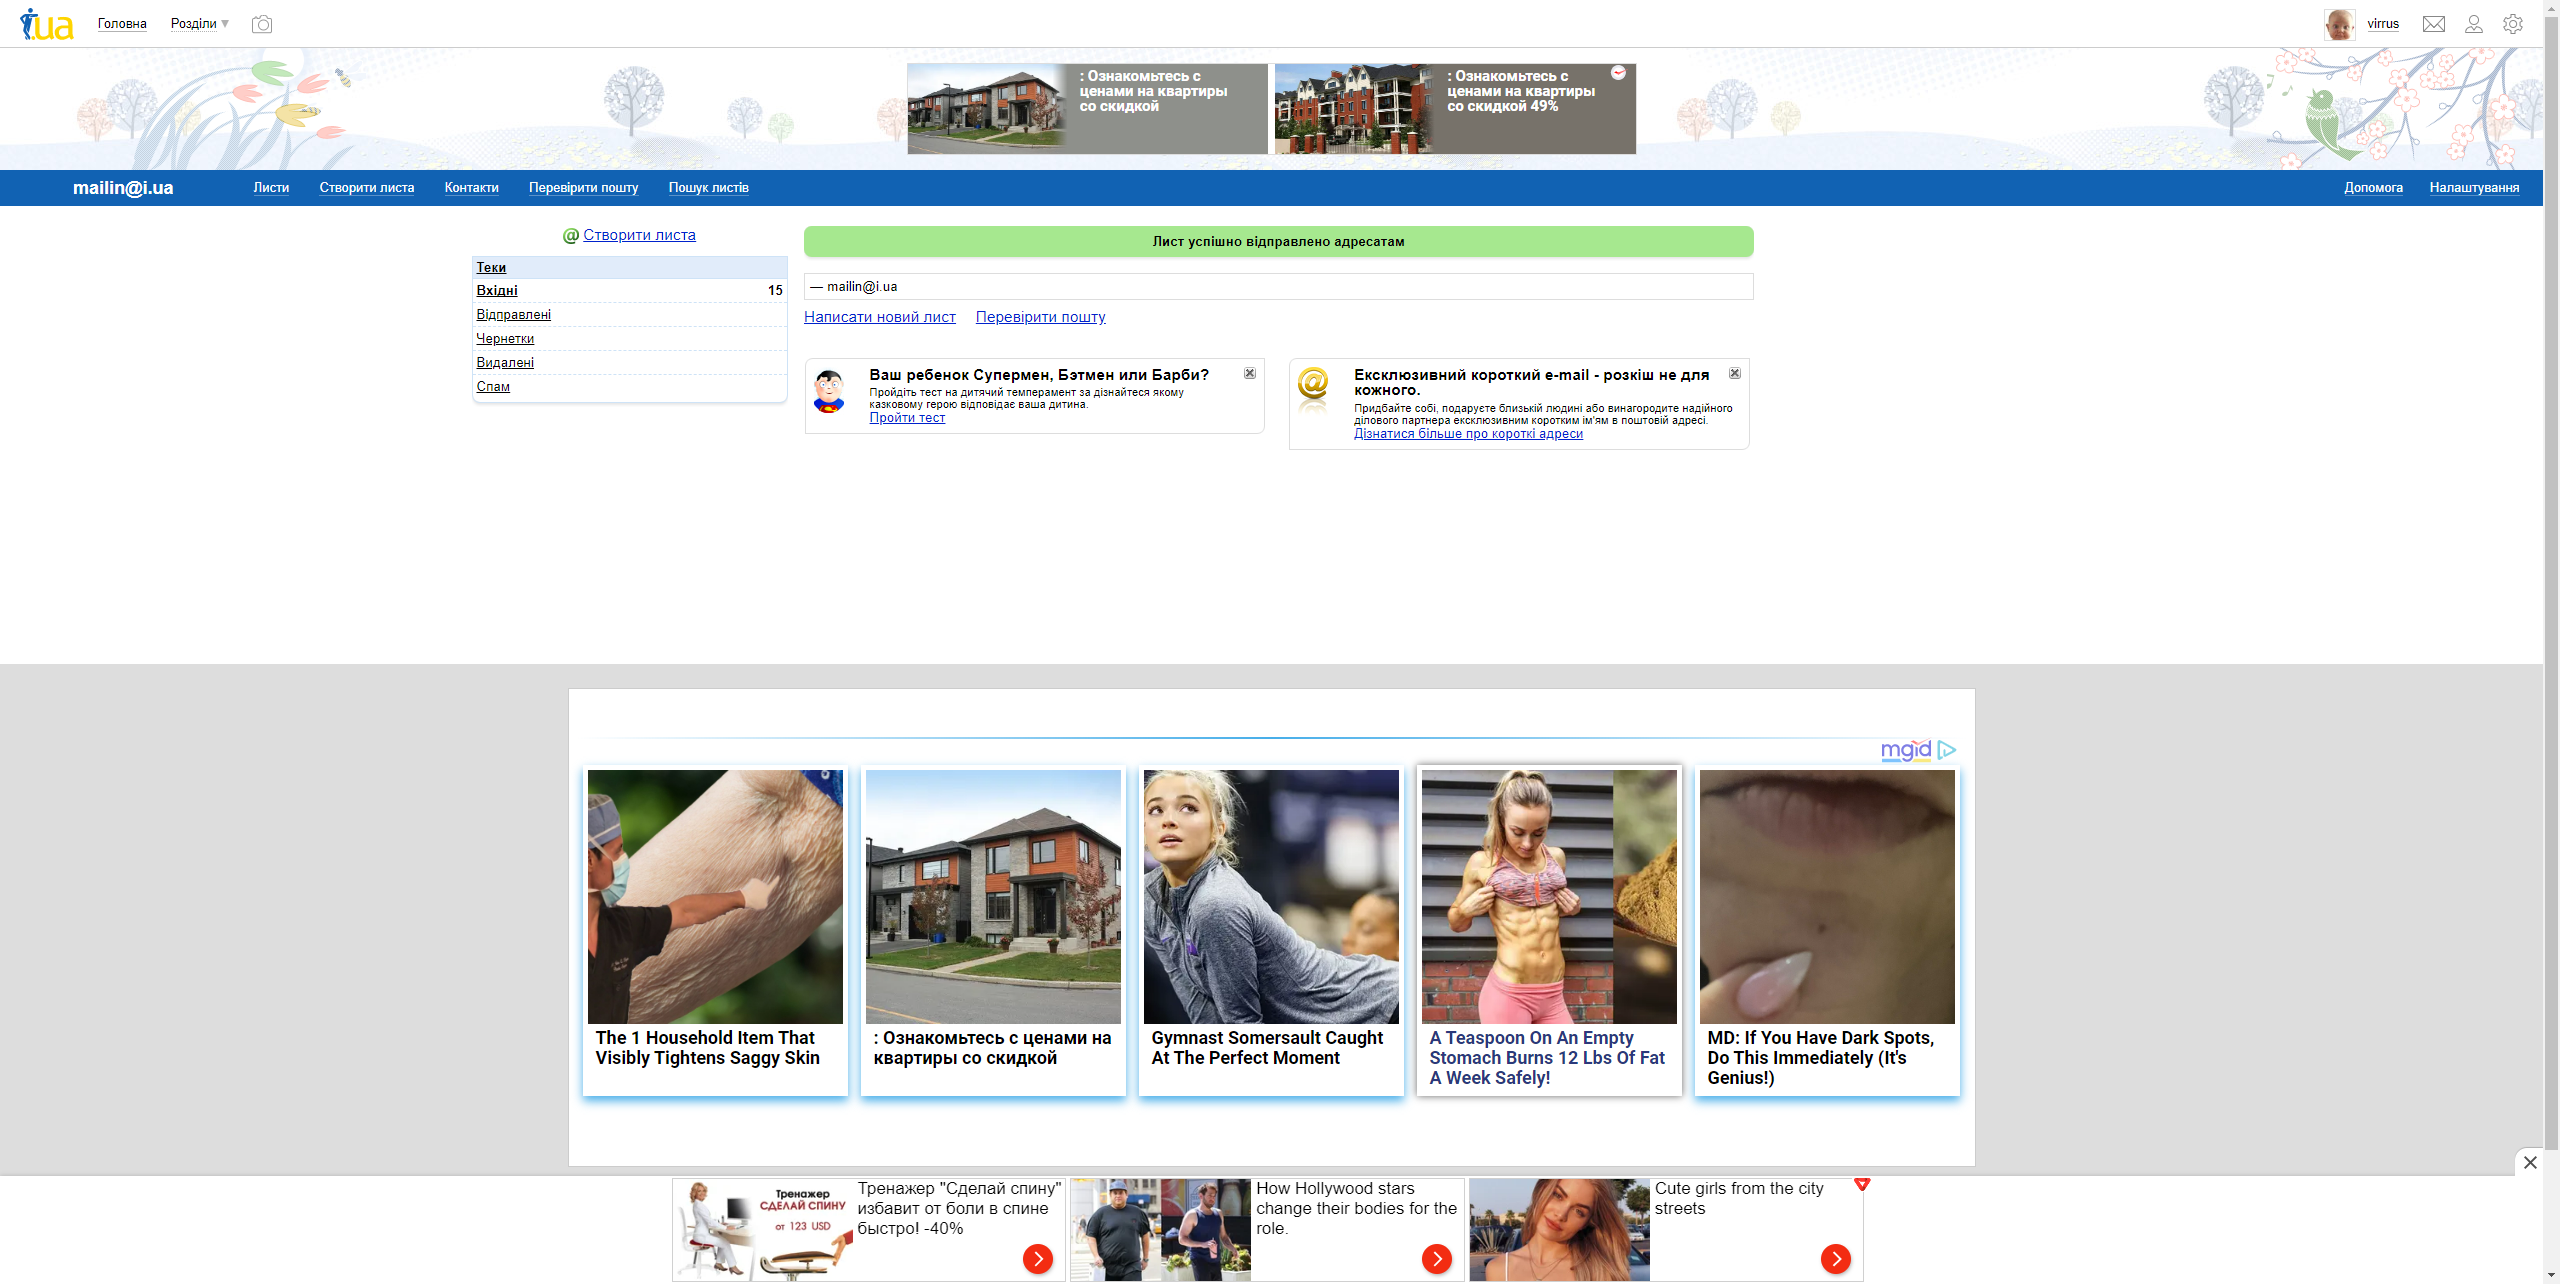 i.ua
Головна
Розділи
virrus
: Ознакомьтесь с
ценами на квартиры
со скидкой
: Ознакомьтесь с
ценами на квартиры
со скидкой 49%
mailin@i.ua
Листи
Створити листа
Контакти
Перевірити пошту
Пошук листів
Допомога
Налаштування
@ Створити листа
Теки
Вхідні 15
Відправлені
Чернетки
Видалені
Спам
Лист успішно відправлено адресатам
— mailin@i.ua
Написати новий лист
Перевірити пошту
Ваш ребенок Супермен, Бэтмен или Барби?
Пройдіть тест на дитячий темперамент за дізнайтеся якому
казковому герою відповідає ваша дитина.
Пройти тест
Ексклюзивний короткий e-mail - розкіш не для
кожного.
Придбайте собі, подаруєте близькій людині або винагородите надійного
ділового партнера ексклюзивним коротким ім'ям в поштовій адресі.
Дізнатися більше про короткі адреси
mgid
The 1 Household Item That
Visibly Tightens Saggy Skin
: Ознакомьтесь с ценами на
квартиры со скидкой
Gymnast Somersault Caught
At The Perfect Moment
A Teaspoon On An Empty
Stomach Burns 12 Lbs Of Fat
A Week Safely!
MD: If You Have Dark Spots,
Do This Immediately (It's
Genius!)
Тренажер
СДЕЛАЙ СПИНУ
от 123 USD
Тренажер "Сделай спину"
избавит от боли в спине
быстро! -40%
How Hollywood stars
change their bodies for the
role.
Cute girls from the city
streets